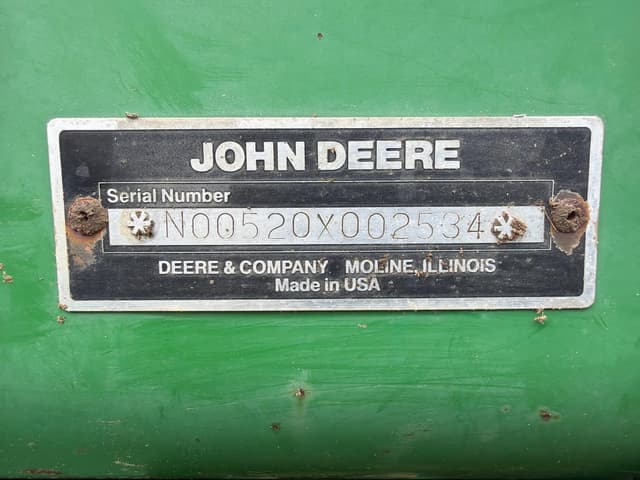 JOHN DEERE
Serial Number
*N00520X002534*
DEERE & COMPANY MOLINE, ILLINOIS
Made in USA